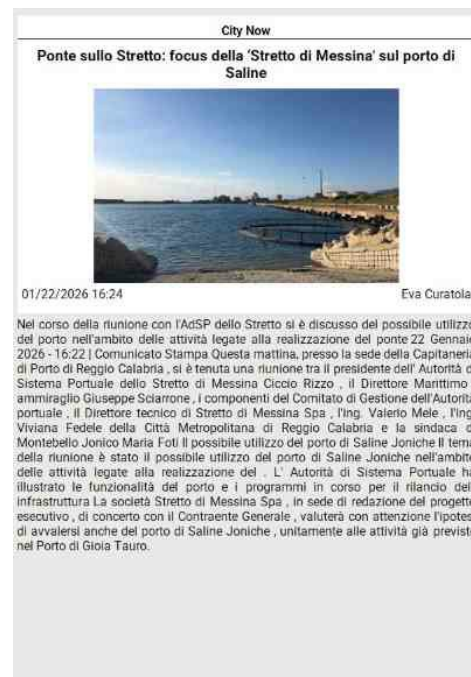 City Now
Ponte sullo Stretto: focus della 'Stretto di Messina' sul porto di
Saline
01/22/2026 16:24
Eva Curatola
Nel corso della riunione con l'AdSP dello Stretto si è discusso del possibile utilizzo
del porto nell'ambito delle attività legate alla realizzazione del ponte 22 Gennaio
2026 - 16:22 | Comunicato Stampa Questa mattina, presso la sede della Capitaneria
di Porto di Reggio Calabria , si è tenuta una riunione tra il presidente dell' Autorità d
Sistema Portuale dello Stretto di Messina Ciccio Rizzo , il Direttore Marittimo
ammiraglio Giuseppe Sciarrone , i componenti del Comitato di Gestione dell'Autorità
portuale , il Direttore tecnico di Stretto di Messina Spa , l'ing. Valerio Mele , l'ing
Viviana Fedele della Città Metropolitana di Reggio Calabria e la sindaca d
Montebello Jonico Maria Foti Il possibile utilizzo del porto di Saline Joniche Il tema
della riunione è stato il possibile utilizzo del porto di Saline Joniche nell'ambito
delle attività legate alla realizzazione del . L' Autorità di Sistema Portuale ha
illustrato le funzionalità del porto e i programmi in corso per il rilancio dell
infrastruttura La società Stretto di Messina Spa , in sede di redazione del progetto
esecutivo , di concerto con il Contraente Generale , valuterà con attenzione l'ipotes
di avvalersi anche del porto di Saline Joniche , unitamente alle attività già previste
nel Porto di Gioia Tauro.